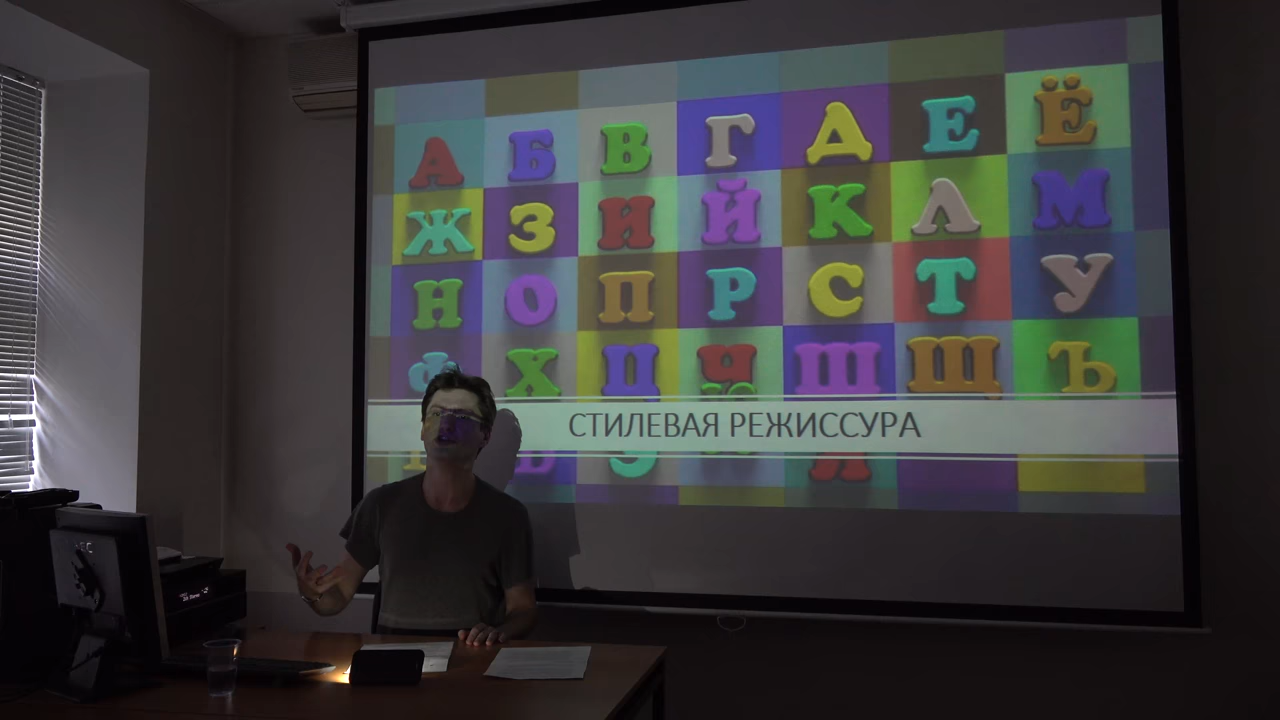 А Б В Г Д Е Ё
Ж З И Й К Л М
Н О П Р С Т У
Ф Х Ц Ч Ш Щ Ъ
СТИЛЕВАЯ РЕЖИССУРА